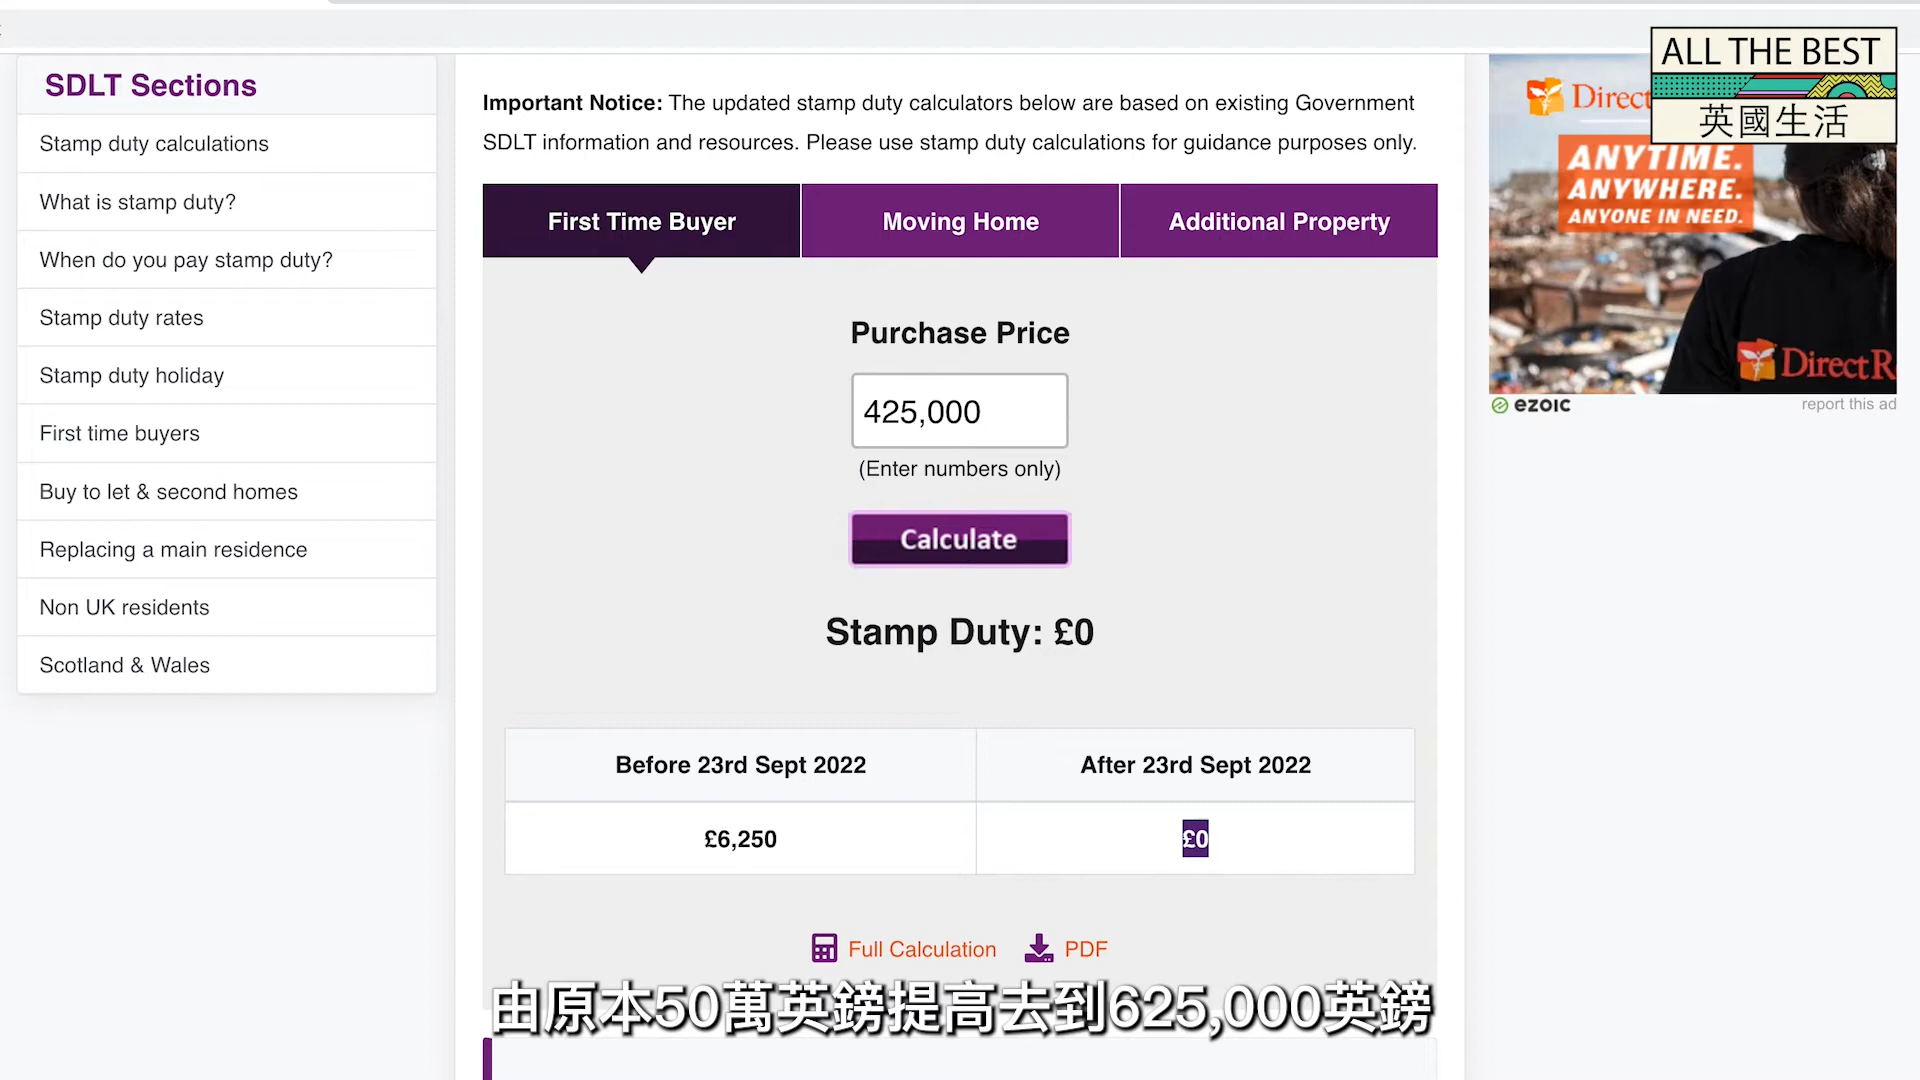 SDLT Sections
Stamp duty calculations
What is stamp duty?
When do you pay stamp duty?
Stamp duty rates
Stamp duty holiday
First time buyers
Buy to let & second homes
Replacing a main residence
Non UK residents
Scotland & Wales
Important Notice: The updated stamp duty calculators below are based on existing Government
SDLT information and resources. Please use stamp duty calculations for guidance purposes only.
First Time Buyer
Moving Home
Additional Property
Purchase Price
425,000
(Enter numbers only)
Calculate
Stamp Duty: £0
Before 23rd Sept 2022
After 23rd Sept 2022
£6,250
£0
Full Calculation
PDF
由原本50萬英鎊提高去到625,000英鎊
ALL THE BEST
英國生活
Direct
ANYTIME.
ANYWHERE.
ANYONE IN NEED.
DirectR
ezoic
report this ad